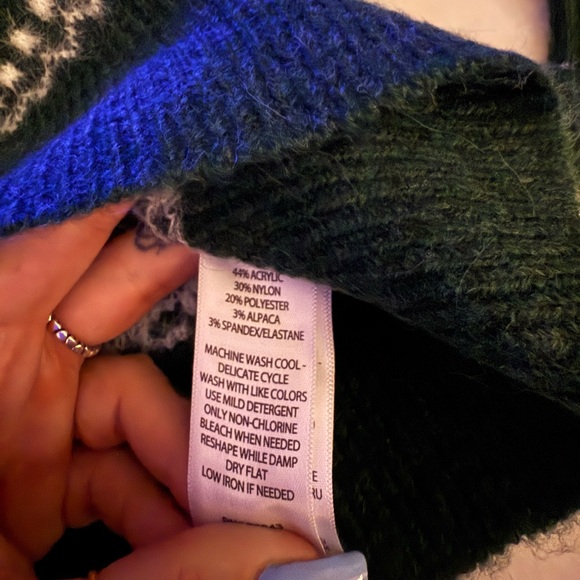 44% ACRYLIC
30% NYLON
20% POLYESTER
3% ALPACA
3% SPANDEX/ELASTANE
MACHINE WASH COOL -
DELICATE CYCLE
WASH WITH LIKE COLORS
USE MILD DETERGENT
ONLY NON-CHLORINE
BLEACH WHEN NEEDED
RESHAPE WHILE DAMP
DRY FLAT
LOW IRON IF NEEDED